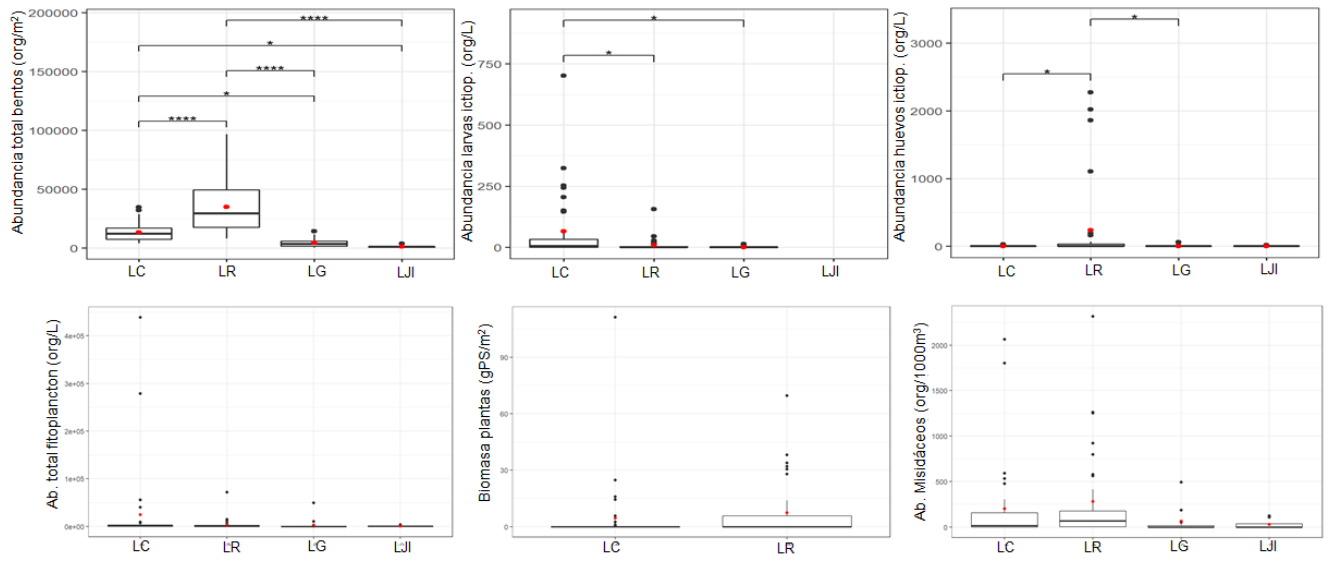 Abundancia total bentos (org/m²)
200000
150000
100000
50000
0
****
*
****
*
****
LC LR LG LJI
Abundancia larvas ictiop. (org/L)
750
500
250
0
*
*
LC LR LG LJI
Abundancia huevos ictiop. (org/L)
3000
2000
1000
0
*
*
LC LR LG LJI
Ab. total fitoplancton (org/L)
4e+05
3e+05
2e+05
1e+05
0e+00
LC LR LG LJI
Biomasa plantas (gPS/m²)
90
60
30
0
LC LR
Ab. Misidáceos (org/1000m³)
2000
1500
1000
500
0
LC LR LG LJI